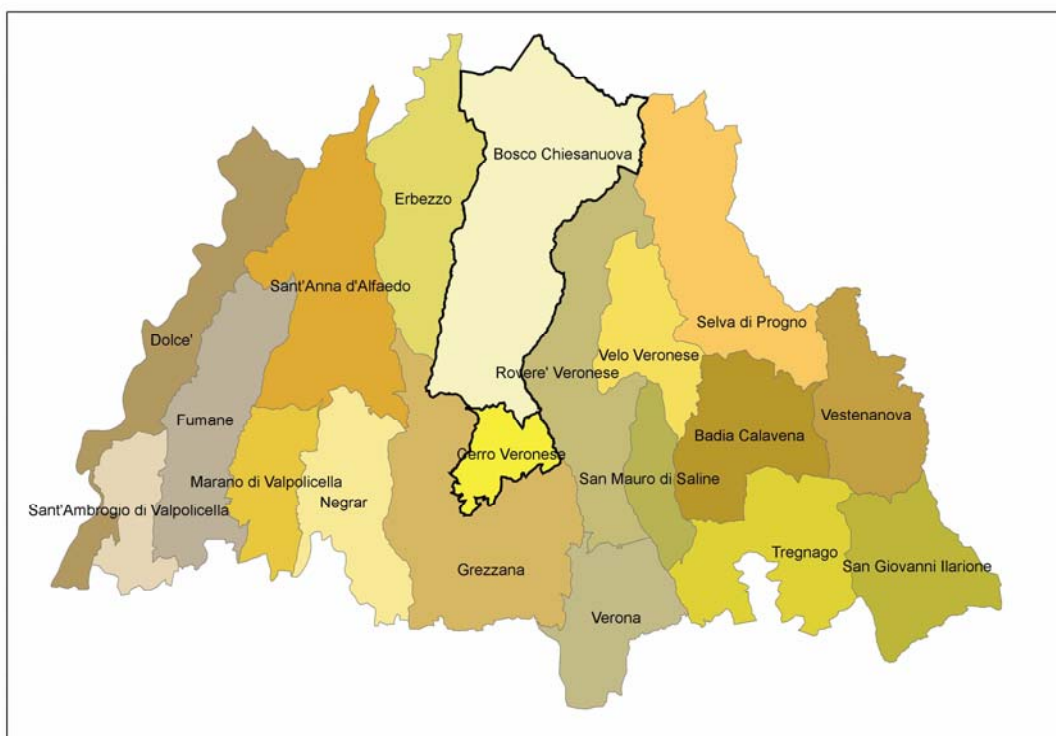 Bosco Chiesanuova
Erbezzo
Sant'Anna d'Alfaedo
Selva di Progno
Dolce'
Velo Veronese
Rovere' Veronese
Fumane
Vestenanova
Badia Calavena
Cerro Veronese
San Mauro di Saline
Marano di Valpolicella
Negrar
Sant'Ambrogio di Valpolicella
Tregnago
San Giovanni Ilarione
Grezzana
Verona